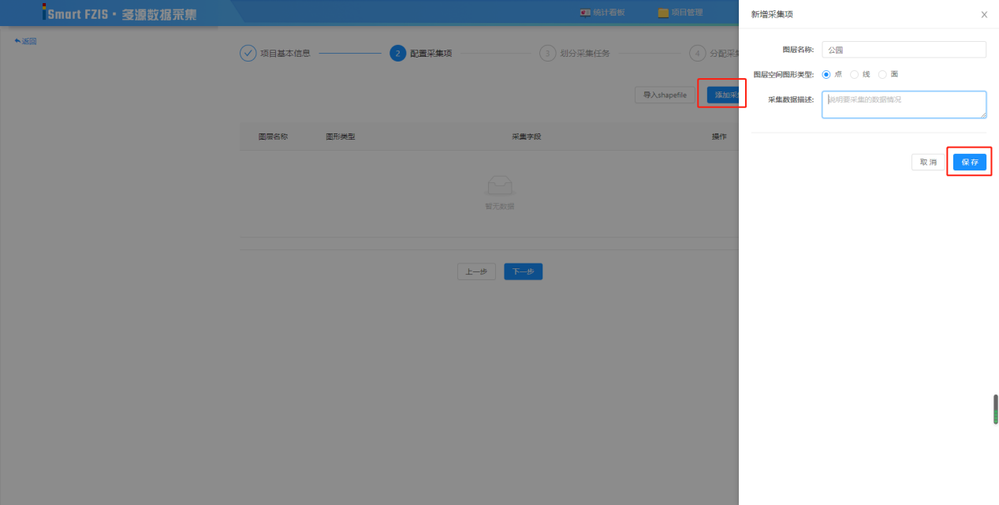 iSmart FZIS · 多源数据采集
统计看板
项目管理
返回
项目基本信息
2 配置采集项
3 划分采集任务
4 分配采集
导入shapefile
添加采集
图层名称
图形类型
采集字段
操作
暂无数据
上一步
下一步
新增采集项
图层名称:
公园
图层空间图形类型:
点
线
面
采集数据描述:
说明要采集的数据情况
取 消
保 存